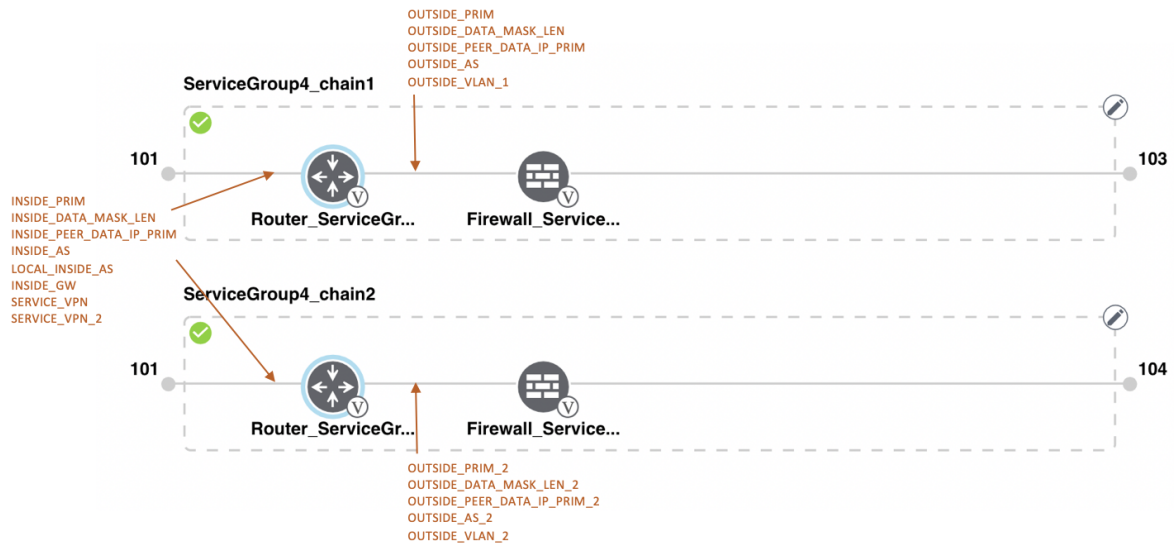 OUTSIDE_PRIM
OUTSIDE_DATA_MASK_LEN
OUTSIDE_PEER_DATA_IP_PRIM
OUTSIDE_AS
OUTSIDE_VLAN_1
ServiceGroup4_chain1
101
103
V
V
Router_ServiceGr...
Firewall_Service...
INSIDE_PRIM
INSIDE_DATA_MASK_LEN
INSIDE_PEER_DATA_IP_PRIM
INSIDE_AS
LOCAL_INSIDE_AS
INSIDE_GW
SERVICE_VPN
SERVICE_VPN_2
ServiceGroup4_chain2
101
104
V
V
Router_ServiceGr...
Firewall_Service...
OUTSIDE_PRIM_2
OUTSIDE_DATA_MASK_LEN_2
OUTSIDE_PEER_DATA_IP_PRIM_2
OUTSIDE_AS_2
OUTSIDE_VLAN_2